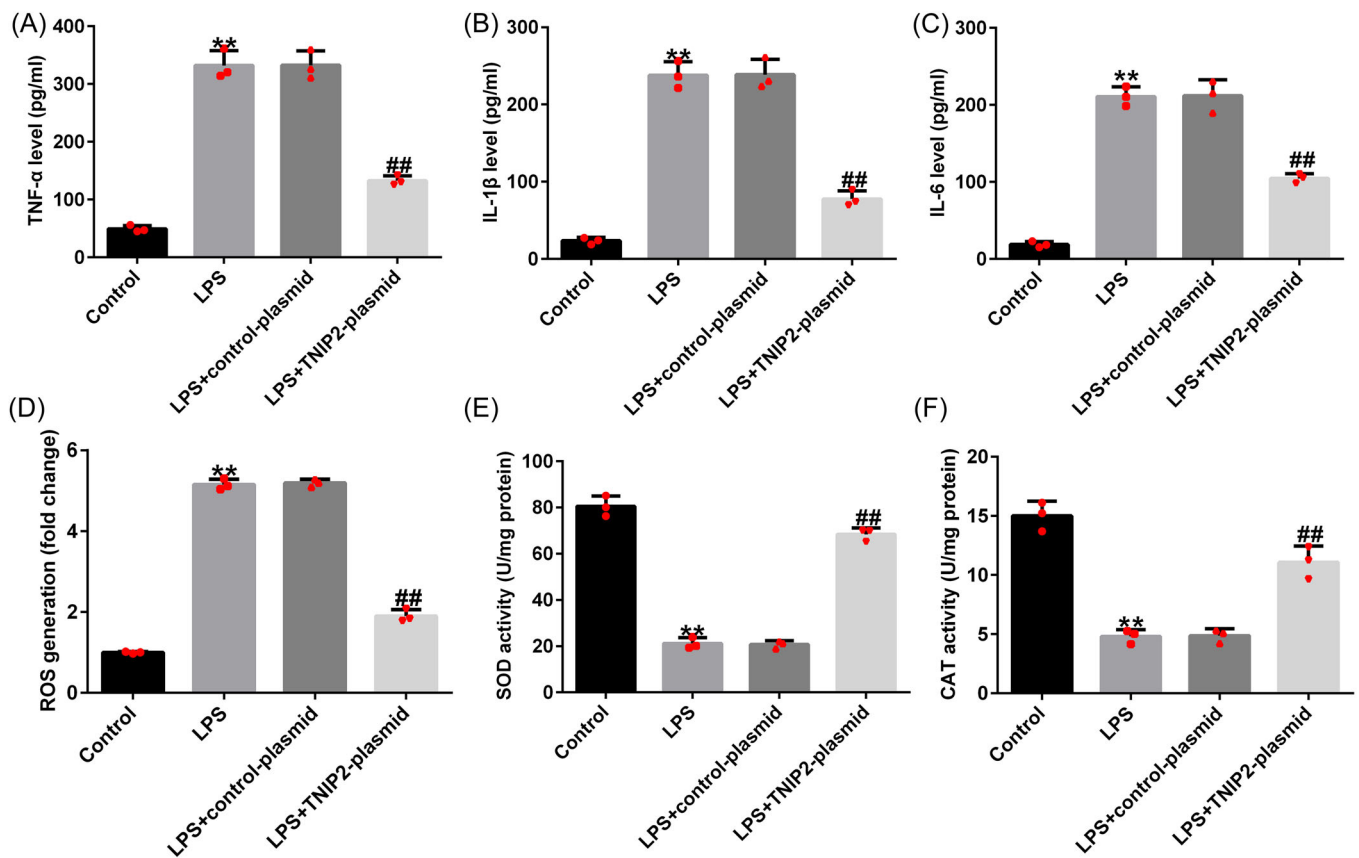 (A)
TNF-α level (pg/ml)
400
300
200
100
0
**
##
Control
LPS
LPS+control-plasmid
LPS+TNIP2-plasmid
(B)
IL-1β level (pg/ml)
300
200
100
0
**
##
Control
LPS
LPS+control-plasmid
LPS+TNIP2-plasmid
(C)
IL-6 level (pg/ml)
300
200
100
0
**
##
Control
LPS
LPS+control-plasmid
LPS+TNIP2-plasmid
(D)
ROS generation (fold change)
6
4
2
0
**
##
Control
LPS
LPS+control-plasmid
LPS+TNIP2-plasmid
(E)
SOD activity (U/mg protein)
100
80
60
40
20
0
**
##
Control
LPS
LPS+control-plasmid
LPS+TNIP2-plasmid
(F)
CAT activity (U/mg protein)
20
15
10
5
0
**
##
Control
LPS
LPS+control-plasmid
LPS+TNIP2-plasmid